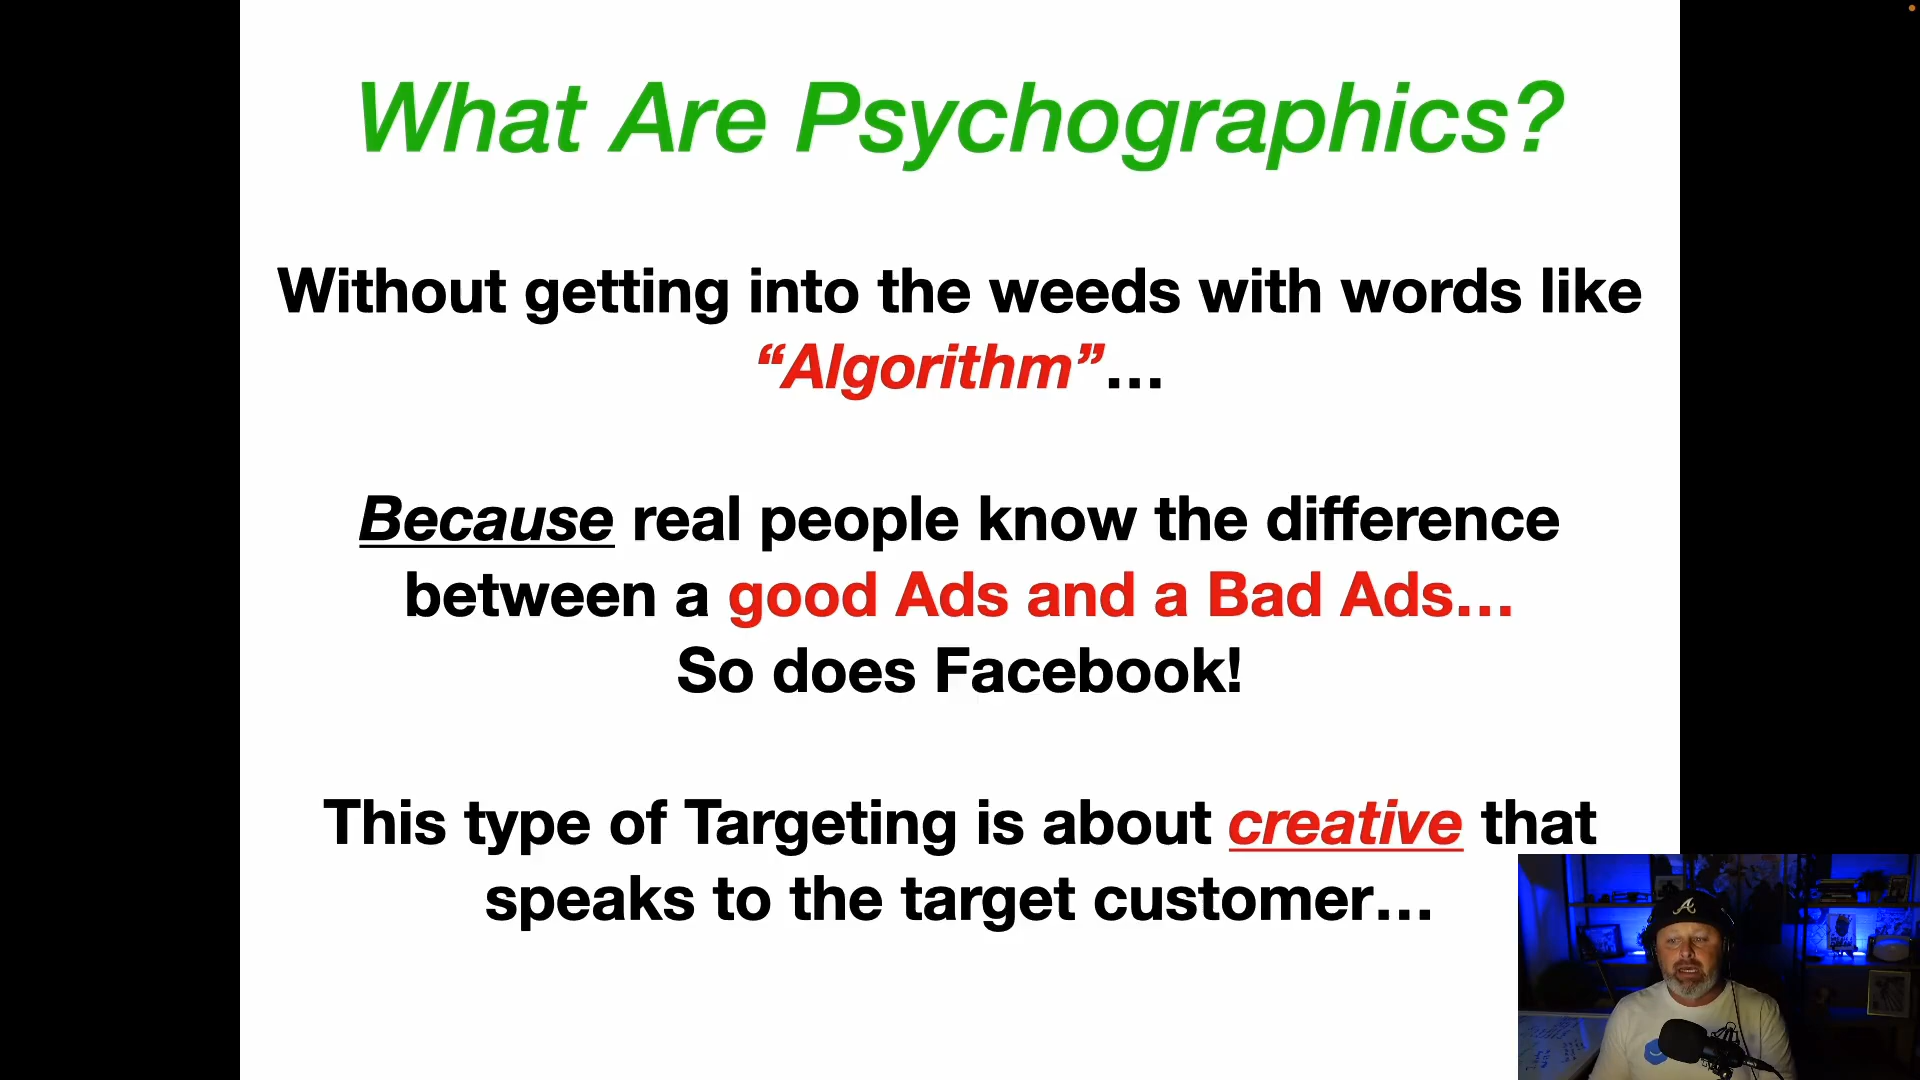 What Are Psychographics?
Without getting into the weeds with words like
“Algorithm”…
Because real people know the difference
between a good Ads and a Bad Ads…
So does Facebook!
This type of Targeting is about creative that
speaks to the target customer…
A